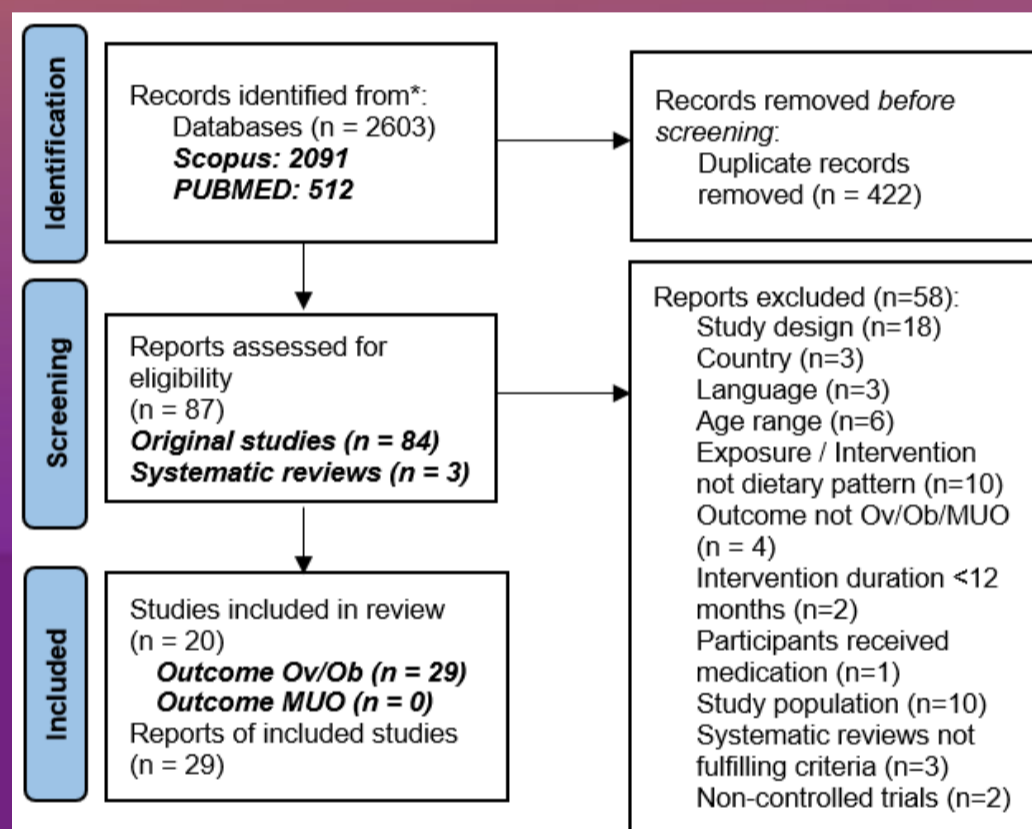 Identification
Records identified from*:
Databases (n = 2603)
Scopus: 2091
PUBMED: 512
Records removed before
screening:
Duplicate records
removed (n = 422)
Screening
Reports assessed for
eligibility
(n = 87)
Original studies (n = 84)
Systematic reviews (n = 3)
Reports excluded (n=58):
Study design (n=18)
Country (n=3)
Language (n=3)
Age range (n=6)
Exposure / Intervention
not dietary pattern (n=10)
Outcome not Ov/Ob/MUO
(n = 4)
Intervention duration <12
months (n=2)
Participants received
medication (n=1)
Study population (n=10)
Systematic reviews not
fulfilling criteria (n=3)
Non-controlled trials (n=2)
Included
Studies included in review
(n = 20)
Outcome Ov/Ob (n = 29)
Outcome MUO (n = 0)
Reports of included studies
(n = 29)